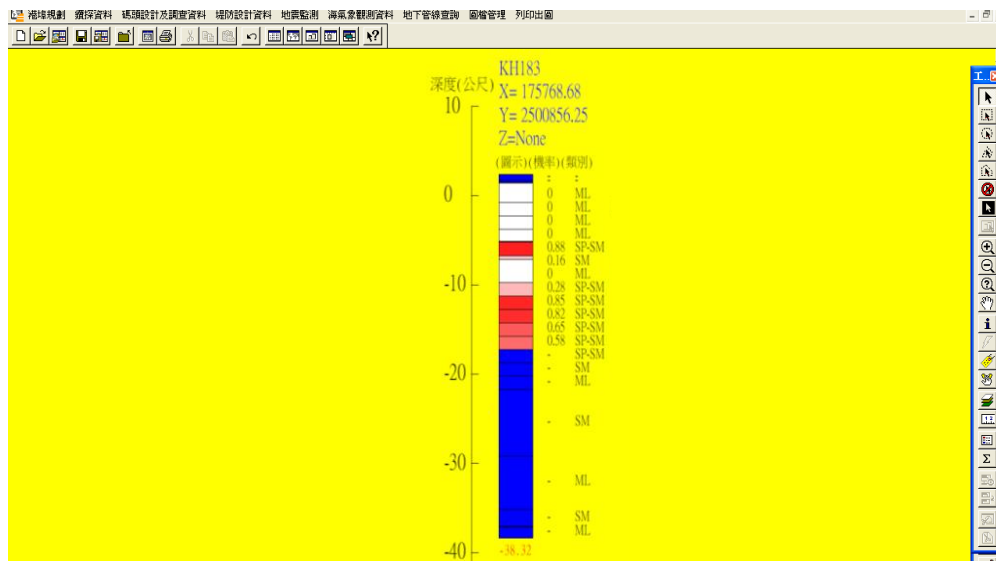 港埠規劃 鑽探資料 碼頭設計及調查資料 堤防設計資料 地震監測 海氣象觀測資料 地下管線查詢 圖檔管理 列印出圖
工...
KH183
深度(公尺)
X= 175768.68
10
Y= 2500856.25
Z=None
(圖示)(機率)(類別)
- -
0
0 ML
0 ML
0 ML
0 ML
0.88 SP-SM
0.16 SM
0 ML
-10
0.28 SP-SM
0.85 SP-SM
0.82 SP-SM
0.65 SP-SM
0.58 SP-SM
- SP-SM
- SM
-20
- ML
- SM
-30
- ML
- SM
- ML
-40
-38.32